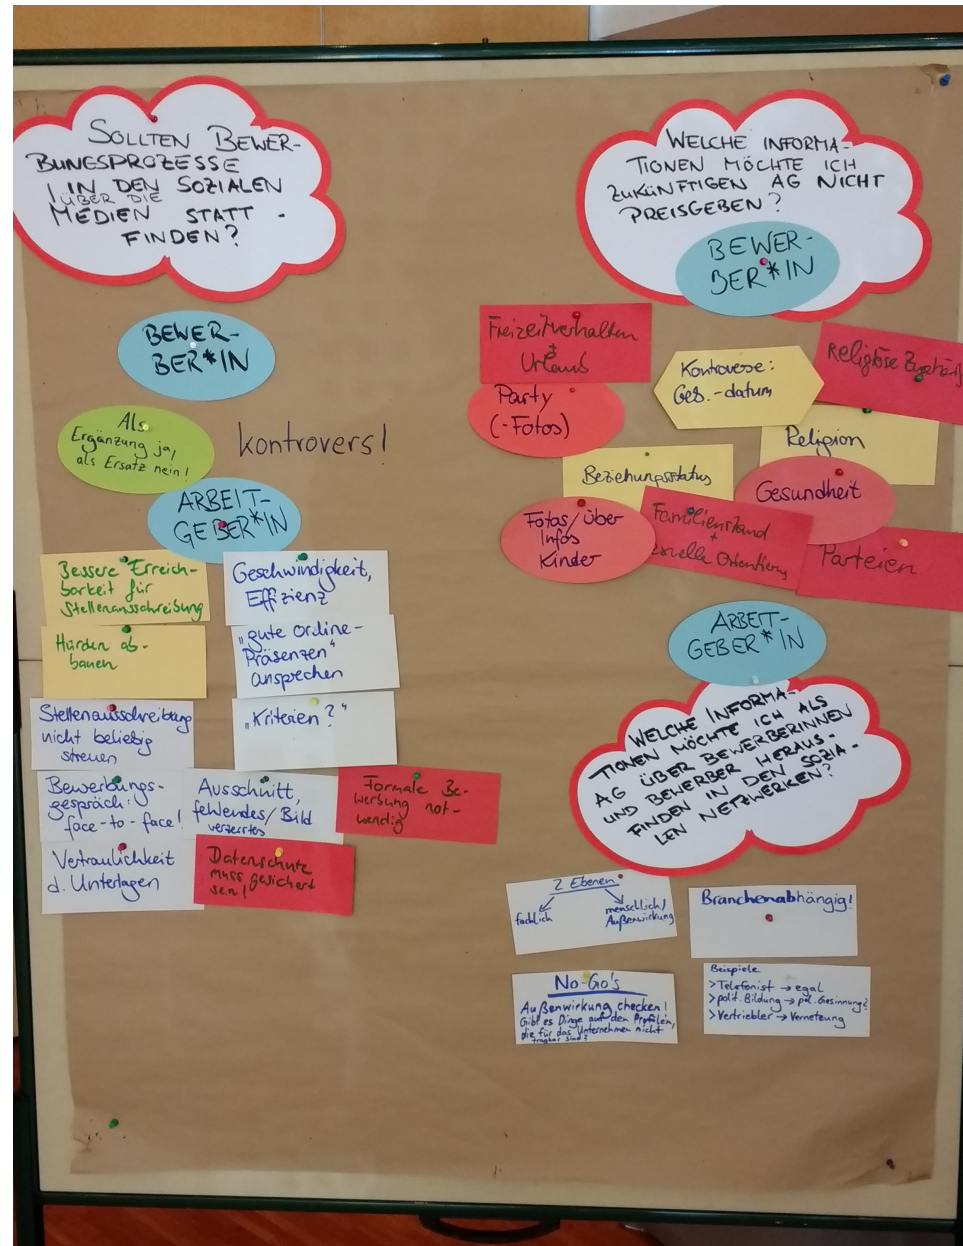 SOLLTEN BEWER-
BUNGSPROZESSE
IN DEN SOZIALEN
ÜBER DIE
MEDIEN STATT-
FINDEN?
BEWER-
BER*IN
Als
Ergänzung ja,
als Ersatz nein!
kontrovers!
ARBEIT-
GEBER*IN
Bessere Erreich-
barkeit für
Stellenausschreibung
Hürden ab-
bauen
Stellenausschreibung
nicht beliebig
streuen
Bewerbungs-
gespräch:
face-to-face!
Vertraulichkeit
d. Unterlagen
Geschwindigkeit,
Effizienz
"gute Online-
Präsenzen"
ansprechen
"Kriterien?"
Ausschnitt,
fehlendes/Bild
verzerrtes
Formale Be-
werbung not-
wendig
Datenschutz
muss gesichert
sein!
WELCHE INFORMA-
TIONEN MÖCHTE ICH
ZUKÜNFTIGEN AG NICHT
PREISGEBEN?
BEWER-
BER*IN
Freizeitverhalten
+
Urlaub
Kontroverse:
Geb.-datum
Religiöse
Party
(-Fotos)
Religion
Beziehungsstatus
Gesundheit
Fotos/über
Infos
Kinder
Familienstand
+
Orientierung
Parteien
ARBEIT-
GEBER*IN
WELCHE INFORMA-
TIONEN MÖCHTE ICH ALS
AG ÜBER BEWERBERINNEN
UND BEWERBER HERAUS-
FINDEN IN DEN SOZIA-
LEN NETZWERKEN?
2 Ebenen
fachlich
menschlich/
Außenwirkung
Branchenabhängig!
No-Go's
Außenwirkung checken!
Gibt es Dinge auf den Profilen,
die für das Unternehmen nicht
tragbar sind?
Beispiele
>Telefonist → egal
>polit. Bildung → pol. Gesinnung?
>Vertriebler → Vernetzung